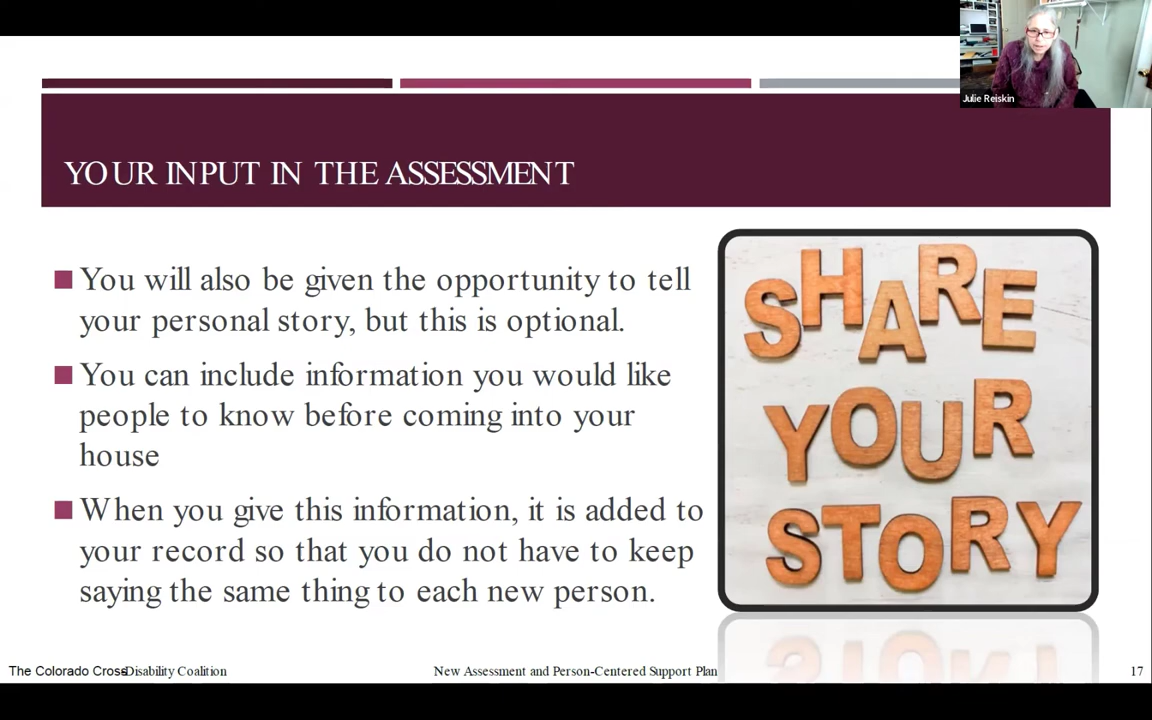 Julie Reiskin
YOUR INPUT IN THE ASSESSMENT
You will also be given the opportunity to tell
your personal story, but this is optional.
You can include information you would like
people to know before coming into your
house
When you give this information, it is added to
your record so that you do not have to keep
saying the same thing to each new person.
SHARE
YOUR
STORY
The Colorado Cross-Disability Coalition
New Assessment and Person-Centered Support Plan
17